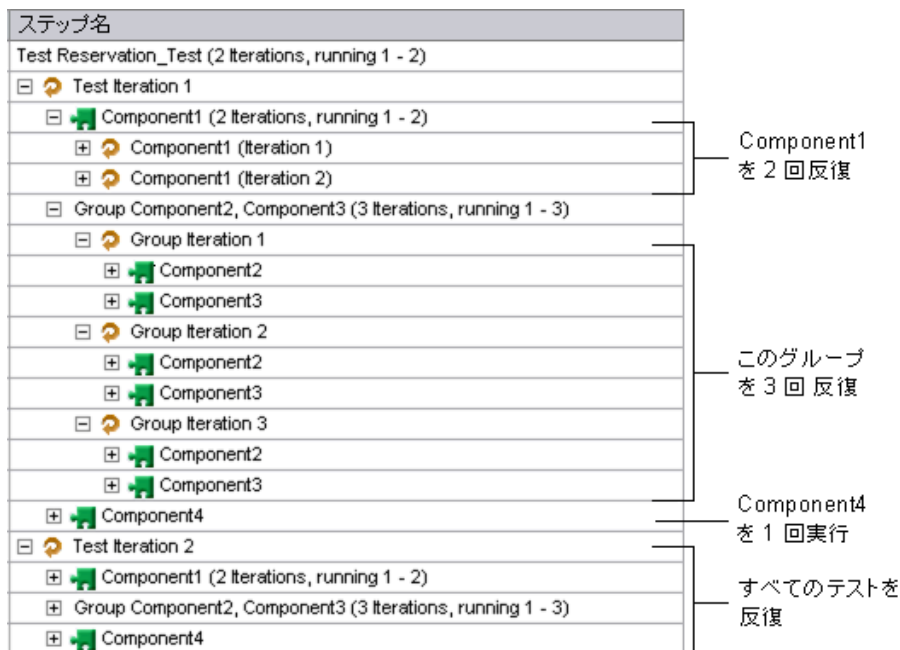 ステップ名
Test Reservation_Test (2 Iterations, running 1 - 2)
Test Iteration 1
Component1 (2 Iterations, running 1 - 2)
Component1 (Iteration 1)
Component1 (Iteration 2)
Component1
を 2 回反復
Group Component2, Component3 (3 Iterations, running 1 - 3)
Group Iteration 1
Component2
Component3
Group Iteration 2
Component2
Component3
Group Iteration 3
Component2
Component3
このグループ
を 3 回 反復
Component4
Component4
を 1 回実行
Test Iteration 2
Component1 (2 Iterations, running 1 - 2)
Group Component2, Component3 (3 Iterations, running 1 - 3)
Component4
すべてのテストを
反復